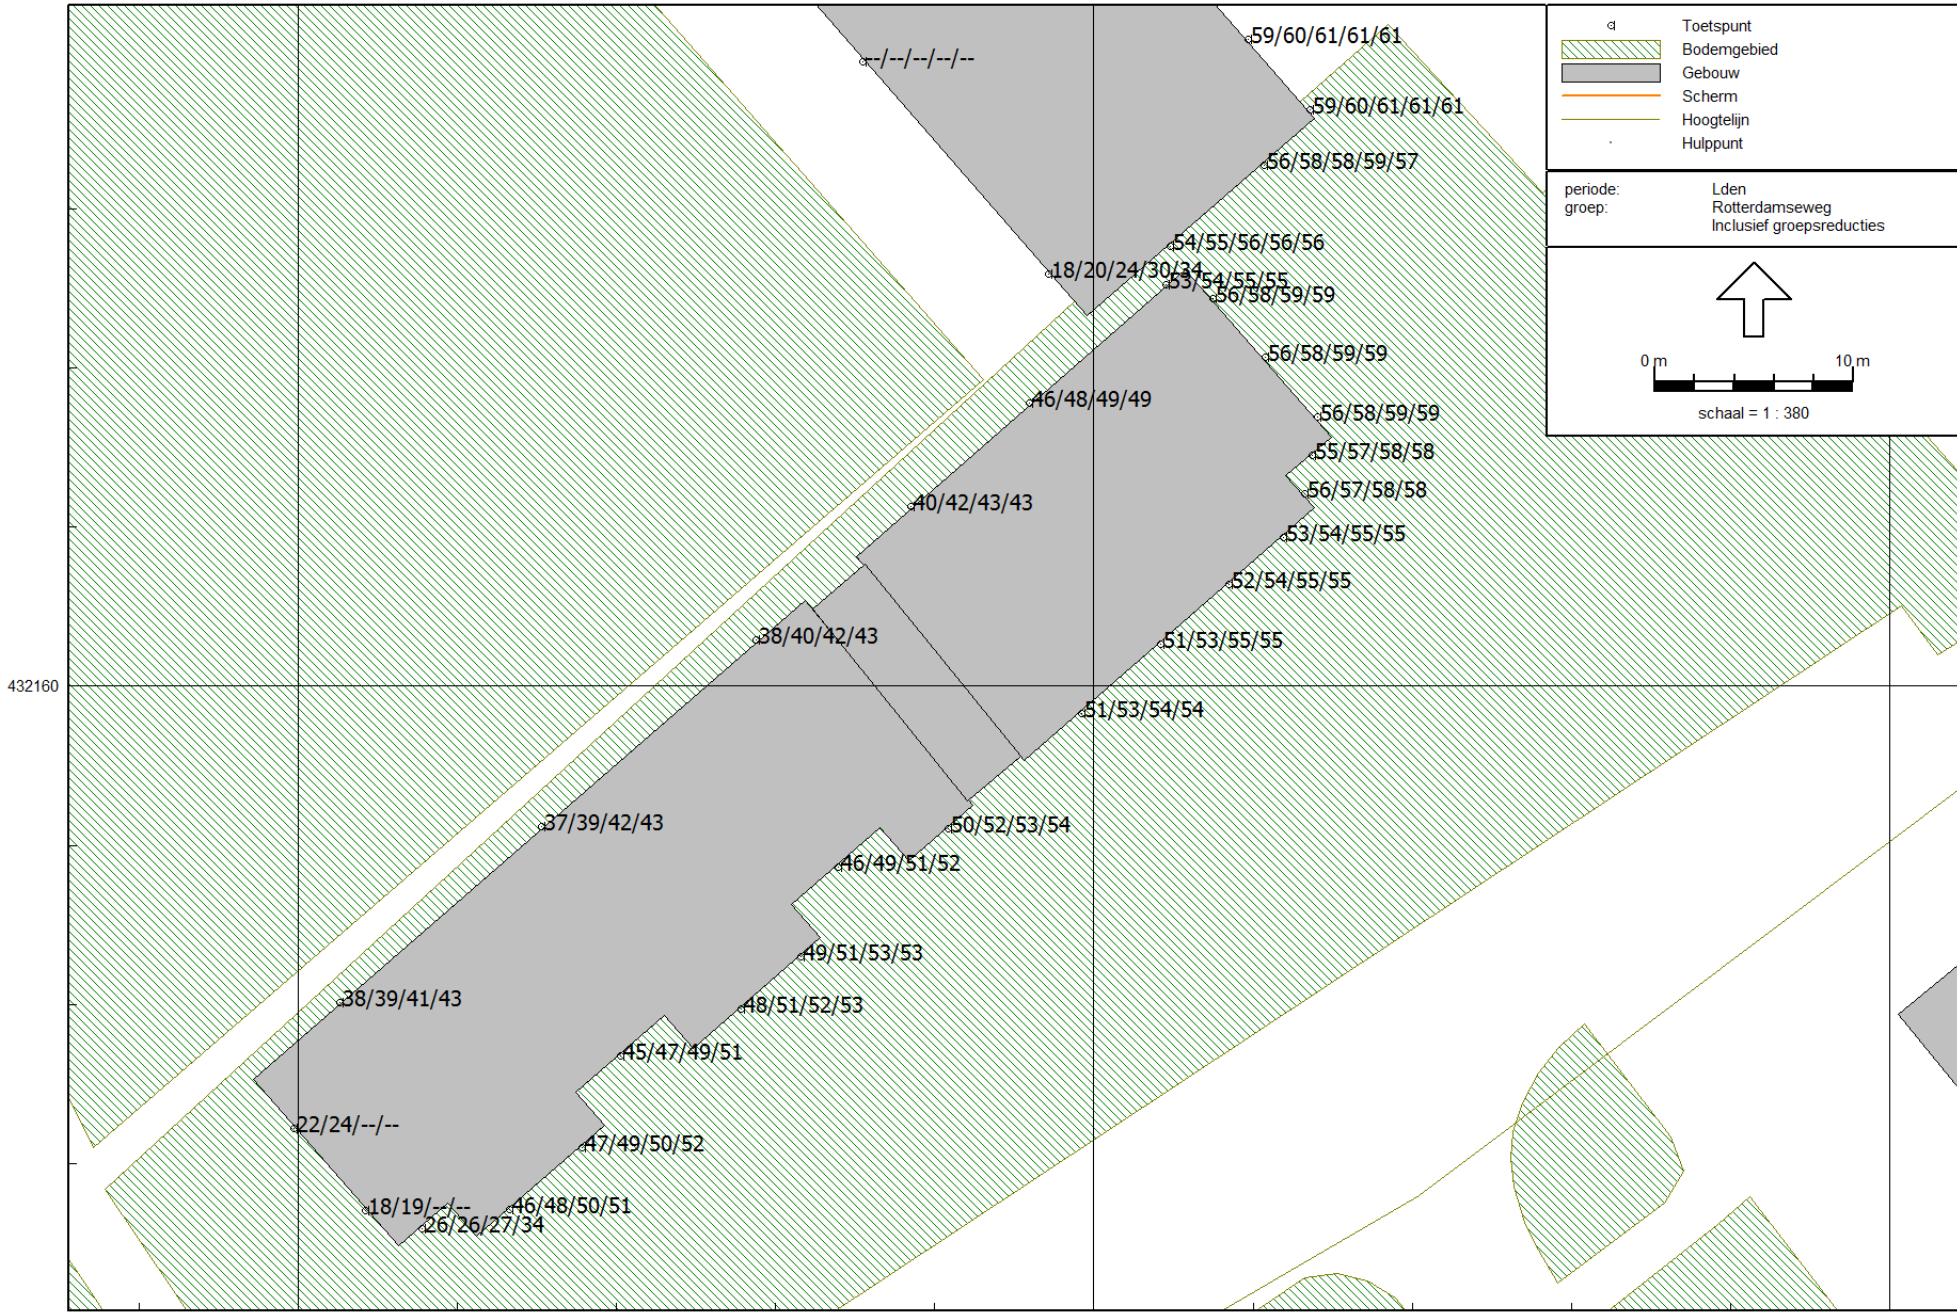 Toetspunt
Bodemgebied
Gebouw
Scherm
Hoogtelijn
Hulppunt
periode: Lden
groep: Rotterdamseweg
Inclusief groepsreducties
0 m 10 m
schaal = 1 : 380
59/60/61/61/61
--/--/--/--/--
59/60/61/61/61
56/58/58/59/57
54/55/56/56/56
18/20/24/30/34
53/54/55/55
56/58/59/59
56/58/59/59
46/48/49/49
56/58/59/59
55/57/58/58
56/57/58/58
40/42/43/43
53/54/55/55
52/54/55/55
38/40/42/43
51/53/55/55
432160
51/53/54/54
37/39/42/43
50/52/53/54
46/49/51/52
49/51/53/53
38/39/41/43
48/51/52/53
45/47/49/51
22/24/--/--
47/49/50/52
18/19/--/--
46/48/50/51
26/26/27/34